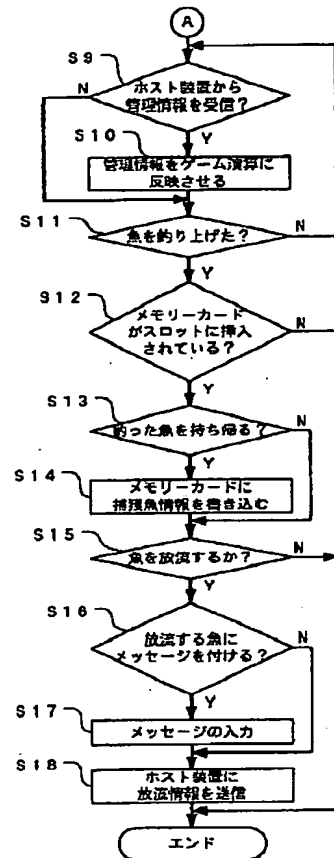 A
S9
ホスト装置から
管理情報を受信?
N
Y
S10
管理情報をゲーム演算に
反映させる
S11
魚を釣り上げた?
N
Y
S12
メモリーカード
がスロットに挿入
されている?
N
Y
S13
釣った魚を持ち帰る?
N
Y
S14
メモリーカードに
捕獲魚情報を書き込む
S15
魚を放流するか?
N
Y
S16
放流する魚に
メッセージを付ける?
N
Y
S17
メッセージの入力
S18
ホスト装置に
放流情報を送信
エンド